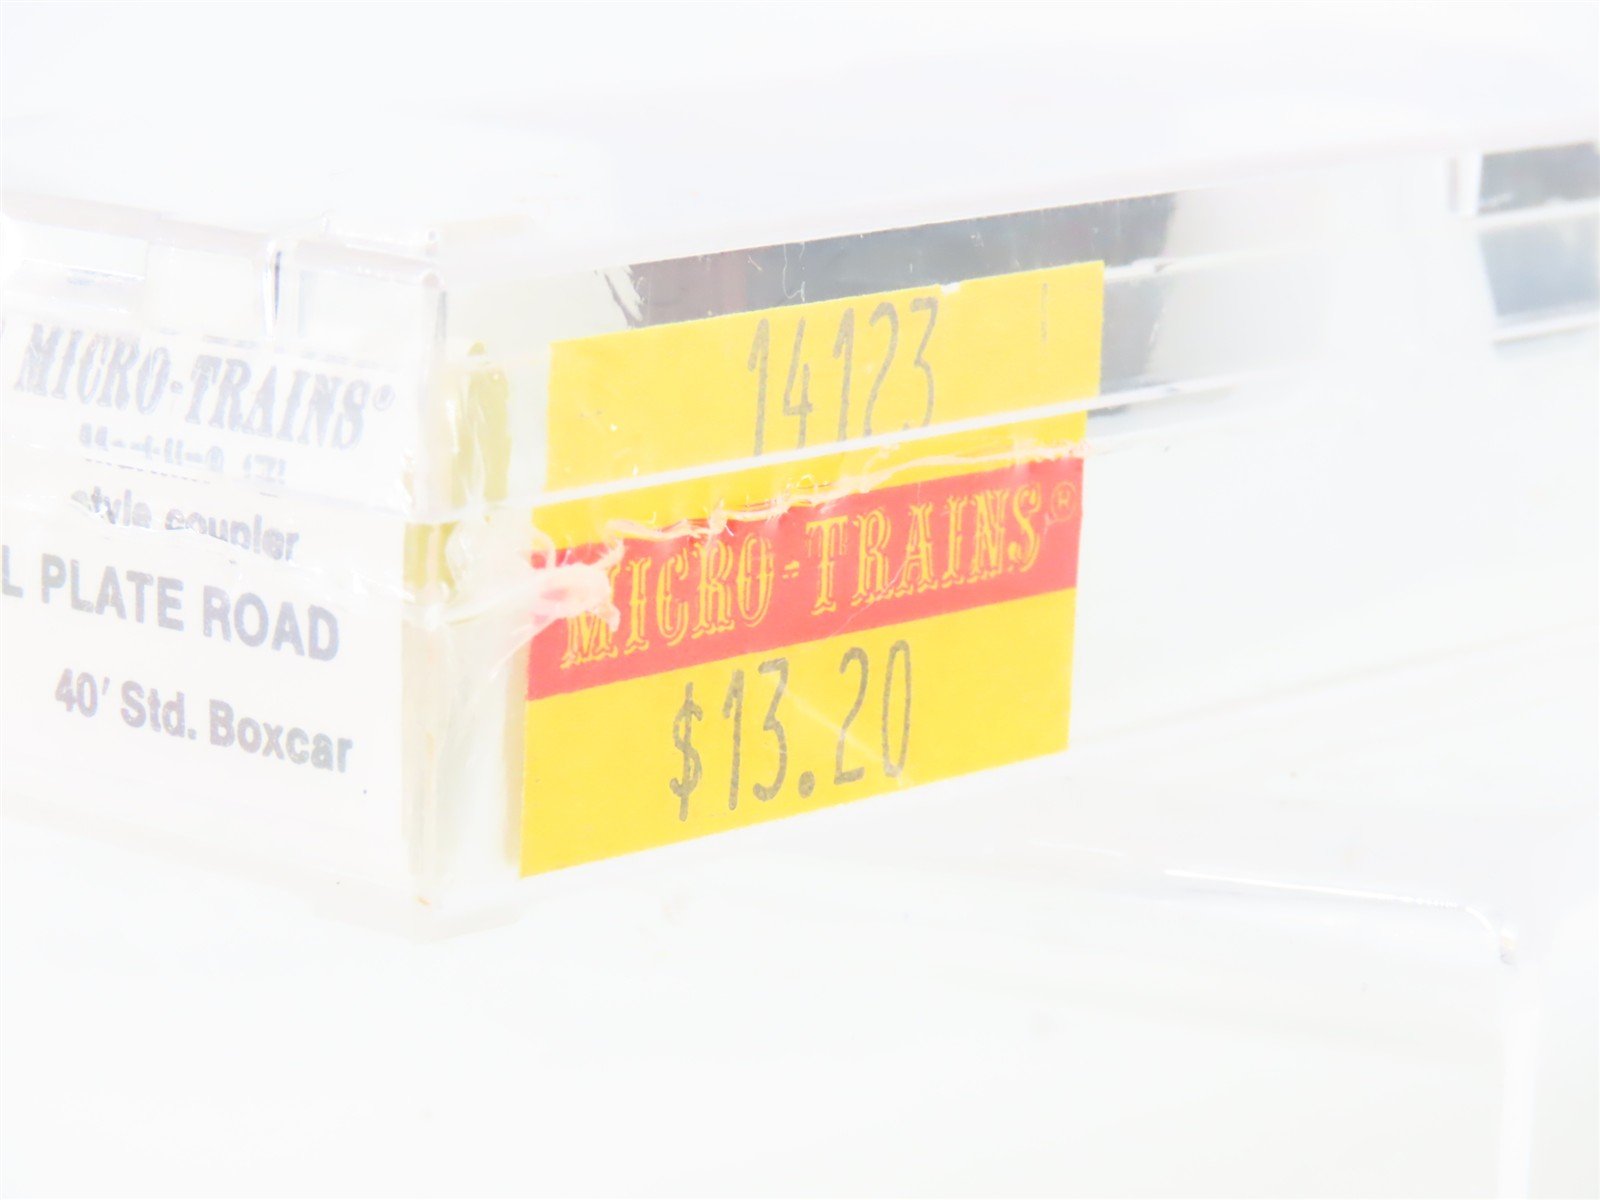 MICRO-TRAINS®
style coupler
L PLATE ROAD
40' Std. Boxcar
14123
MICRO-TRAINS®
$13.20